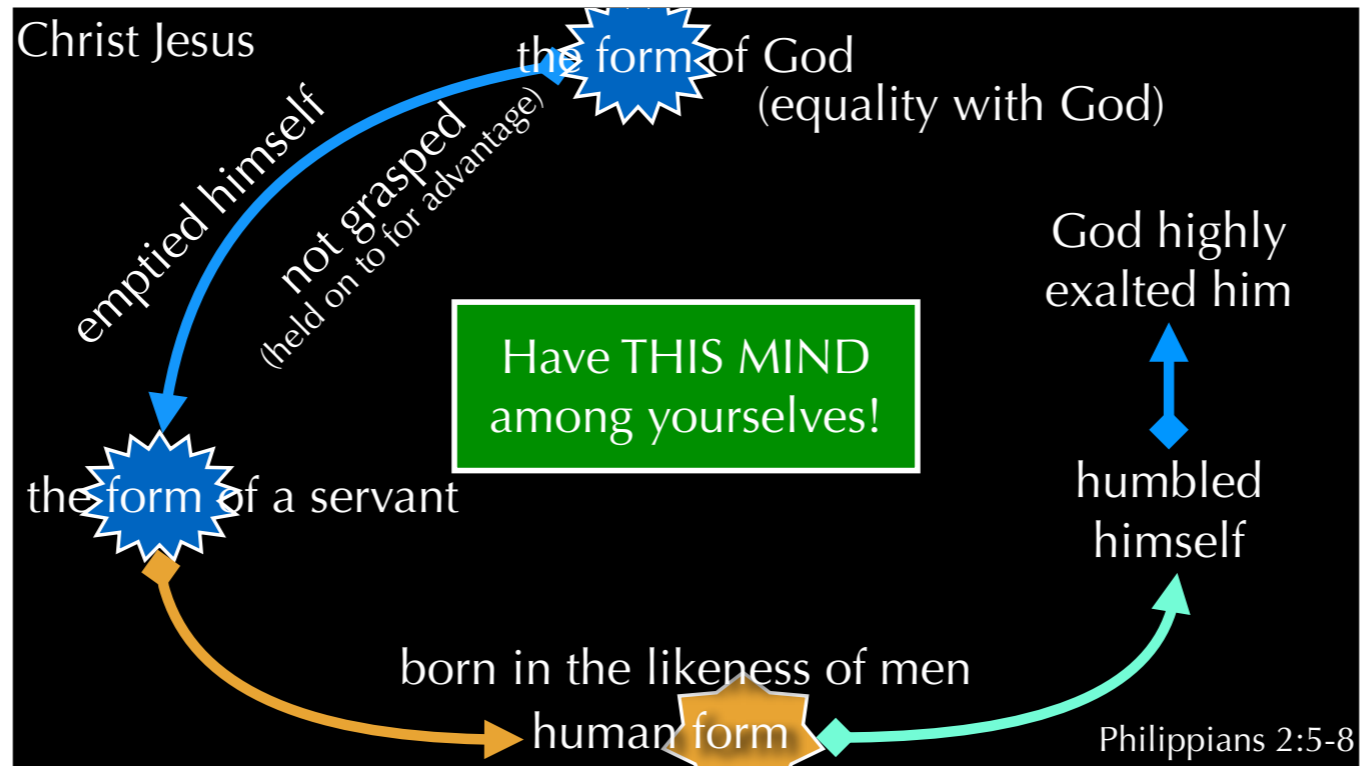 Christ Jesus
the form of God
(equality with God)
emptied himself
not grasped
(held on to for advantage)
God highly
exalted him
Have THIS MIND
among yourselves!
the form of a servant
humbled
himself
born in the likeness of men
human form
Philippians 2:5-8